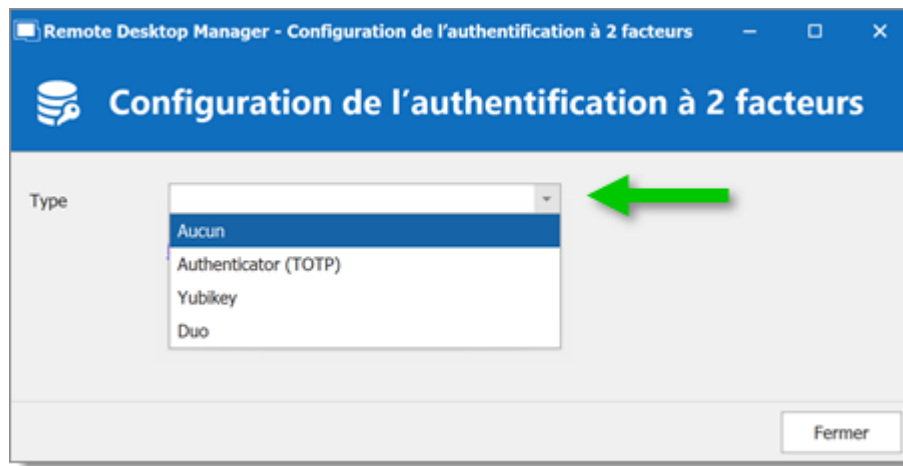 Remote Desktop Manager - Configuration de l'authentification à 2 facteurs
Configuration de l'authentification à 2 facteurs
Type
Aucun
Authenticator (TOTP)
Yubikey
Duo
Fermer